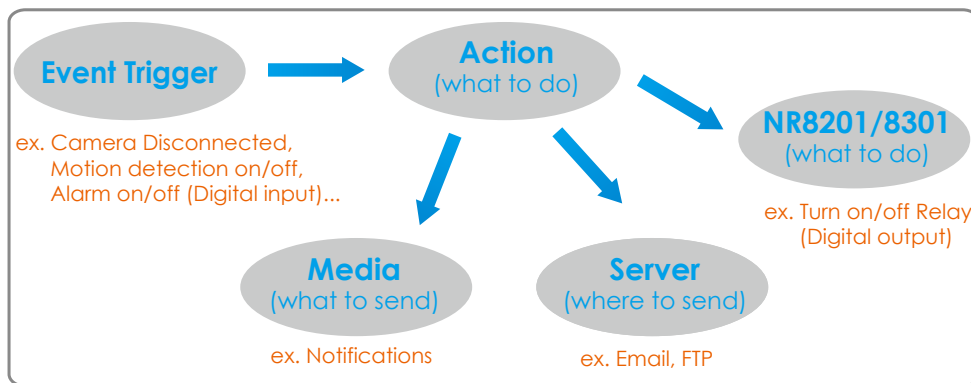 Event Trigger
ex. Camera Disconnected,
Motion detection on/off,
Alarm on/off (Digital input)...
Action
(what to do)
NR8201/8301
(what to do)
ex. Turn on/off Relay
(Digital output)
Media
(what to send)
ex. Notifications
Server
(where to send)
ex. Email, FTP